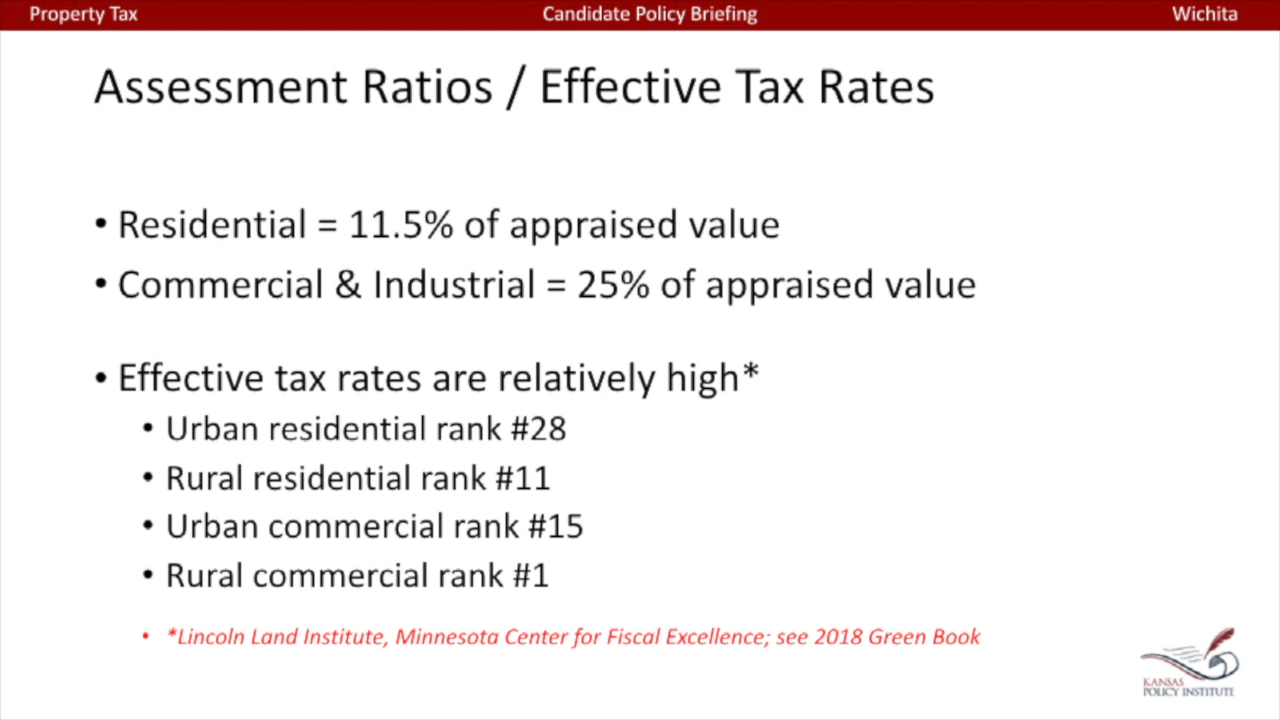 Property Tax
Candidate Policy Briefing
Wichita
Assessment Ratios / Effective Tax Rates
• Residential = 11.5% of appraised value
• Commercial & Industrial = 25% of appraised value
• Effective tax rates are relatively high*
• Urban residential rank #28
• Rural residential rank #11
• Urban commercial rank #15
• Rural commercial rank #1
• *Lincoln Land Institute, Minnesota Center for Fiscal Excellence; see 2018 Green Book
KANSAS
POLICY INSTITUTE